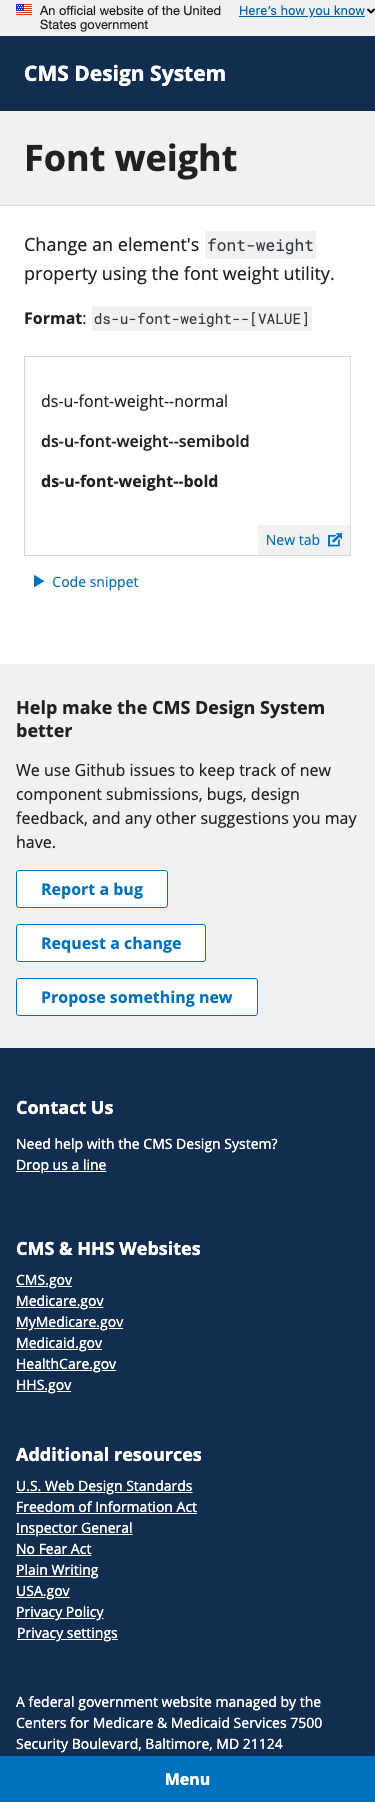 An official website of the United States government
Here's how you know
CMS Design System
Font weight
Change an element's font-weight
property using the font weight utility.
Format: ds-u-font-weight--[VALUE]
ds-u-font-weight--normal
ds-u-font-weight--semibold
ds-u-font-weight--bold
New tab
Code snippet
Help make the CMS Design System
better
We use Github issues to keep track of new
component submissions, bugs, design
feedback, and any other suggestions you may
have.
Report a bug
Request a change
Propose something new
Contact Us
Need help with the CMS Design System?
Drop us a line
CMS & HHS Websites
CMS.gov
Medicare.gov
MyMedicare.gov
Medicaid.gov
HealthCare.gov
HHS.gov
Additional resources
U.S. Web Design Standards
Freedom of Information Act
Inspector General
No Fear Act
Plain Writing
USA.gov
Privacy Policy
Privacy settings
A federal government website managed by the
Centers for Medicare & Medicaid Services 7500
Security Boulevard, Baltimore, MD 21124
Menu